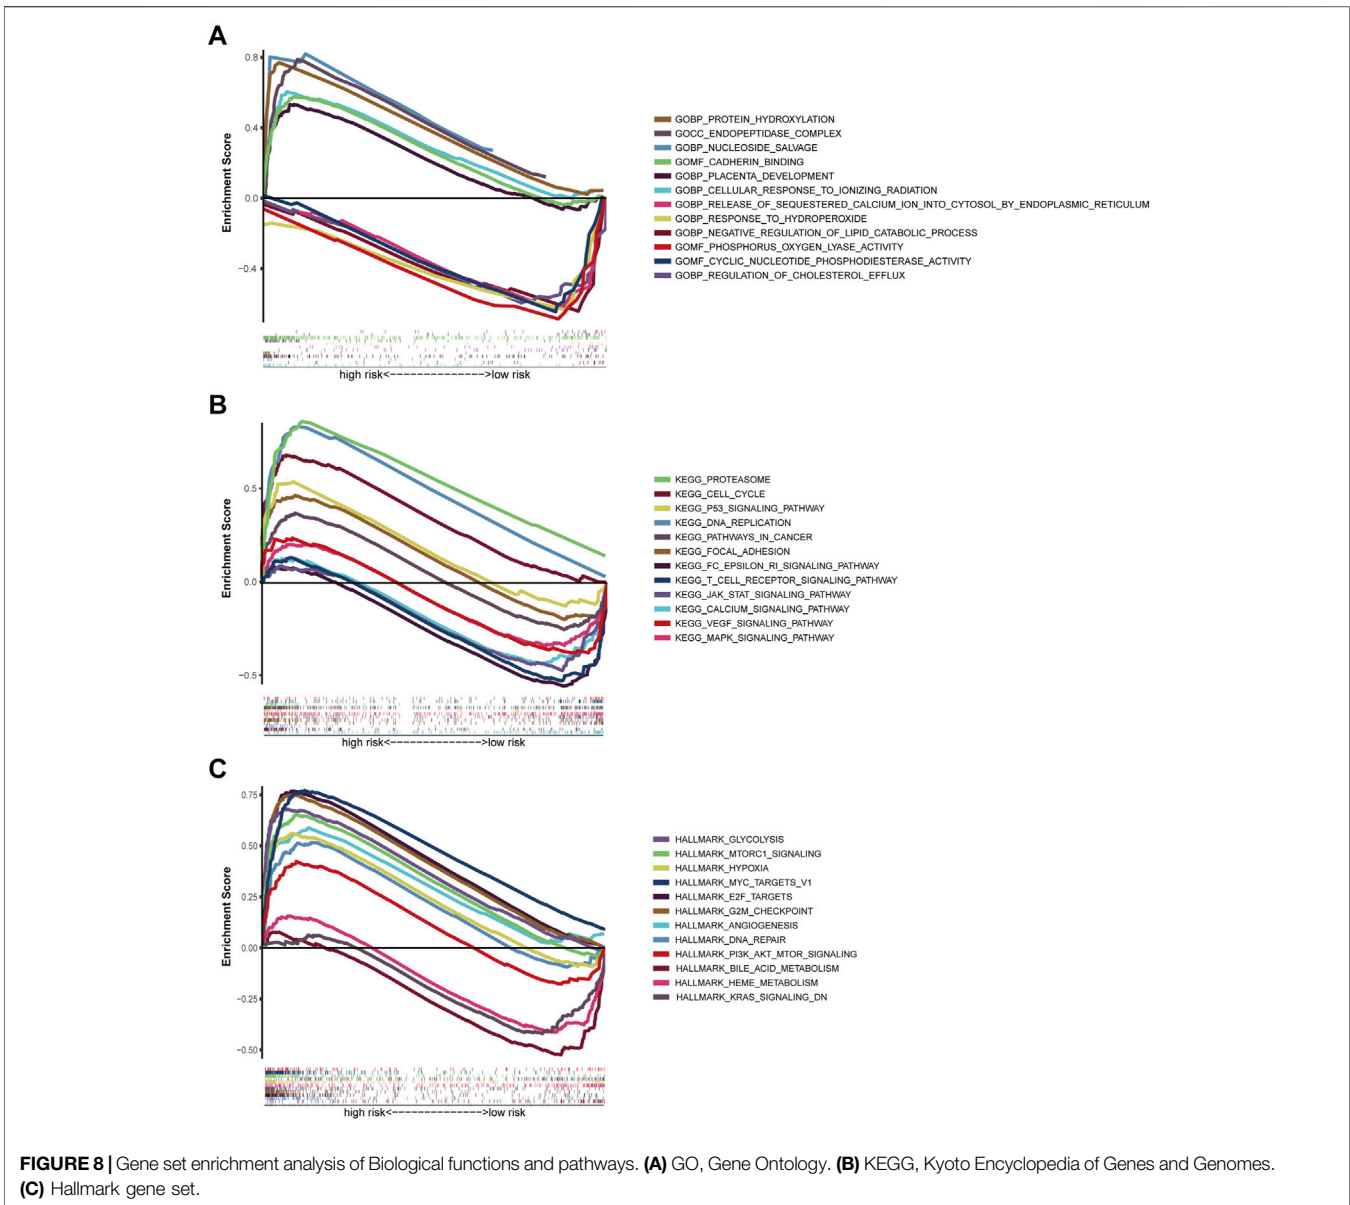 A
Enrichment Score
0.8
0.4
0.0
−0.4
GOBP_PROTEIN_HYDROXYLATION
GOCC_ENDOPEPTIDASE_COMPLEX
GOBP_NUCLEOSIDE_SALVAGE
GOMF_CADHERIN_BINDING
GOBP_PLACENTA_DEVELOPMENT
GOBP_CELLULAR_RESPONSE_TO_IONIZING_RADIATION
GOBP_RELEASE_OF_SEQUESTERED_CALCIUM_ION_INTO_CYTOSOL_BY_ENDOPLASMIC_RETICULUM
GOBP_RESPONSE_TO_HYDROPEROXIDE
GOBP_NEGATIVE_REGULATION_OF_LIPID_CATABOLIC_PROCESS
GOMF_PHOSPHORUS_OXYGEN_LYASE_ACTIVITY
GOMF_CYCLIC_NUCLEOTIDE_PHOSPHODIESTERASE_ACTIVITY
GOBP_REGULATION_OF_CHOLESTEROL_EFFLUX
high risk<−−−−−−−−−−−−−−−>low risk
B
Enrichment Score
0.5
0.0
−0.5
KEGG_PROTEASOME
KEGG_CELL_CYCLE
KEGG_P53_SIGNALING_PATHWAY
KEGG_DNA_REPLICATION
KEGG_PATHWAYS_IN_CANCER
KEGG_FOCAL_ADHESION
KEGG_FC_EPSILON_RI_SIGNALING_PATHWAY
KEGG_T_CELL_RECEPTOR_SIGNALING_PATHWAY
KEGG_JAK_STAT_SIGNALING_PATHWAY
KEGG_CALCIUM_SIGNALING_PATHWAY
KEGG_VEGF_SIGNALING_PATHWAY
KEGG_MAPK_SIGNALING_PATHWAY
high risk<−−−−−−−−−−−−−−−>low risk
C
Enrichment Score
0.75
0.50
0.25
0.00
−0.25
−0.50
HALLMARK_GLYCOLYSIS
HALLMARK_MTORC1_SIGNALING
HALLMARK_HYPOXIA
HALLMARK_MYC_TARGETS_V1
HALLMARK_E2F_TARGETS
HALLMARK_G2M_CHECKPOINT
HALLMARK_ANGIOGENESIS
HALLMARK_DNA_REPAIR
HALLMARK_PI3K_AKT_MTOR_SIGNALING
HALLMARK_BILE_ACID_METABOLISM
HALLMARK_HEME_METABOLISM
HALLMARK_KRAS_SIGNALING_DN
high risk<−−−−−−−−−−−−−−−>low risk
FIGURE 8 | Gene set enrichment analysis of Biological functions and pathways. (A) GO, Gene Ontology. (B) KEGG, Kyoto Encyclopedia of Genes and Genomes.
(C) Hallmark gene set.